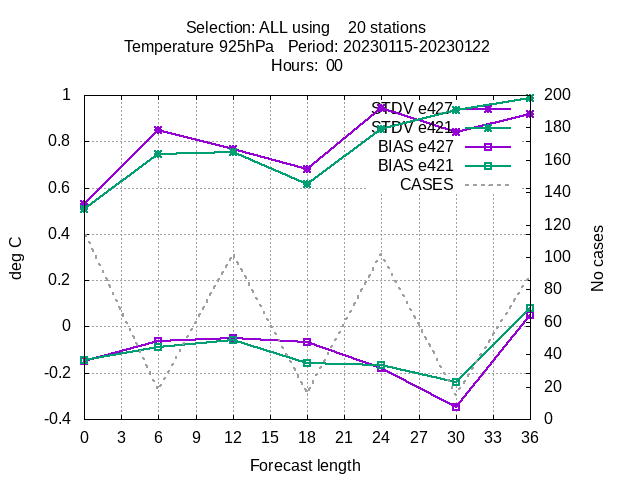 Selection: ALL using    20 stations
Temperature 925hPa   Period: 20230115-20230122
Hours:  00
1
0.8
0.6
0.4
0.2
0
-0.2
-0.4
deg C
200
180
160
140
120
100
80
60
40
20
0
No cases
STDV e427
STDV e421
BIAS e427
BIAS e421
CASES
0 3 6 9 12 15 18 21 24 27 30 33 36
Forecast length